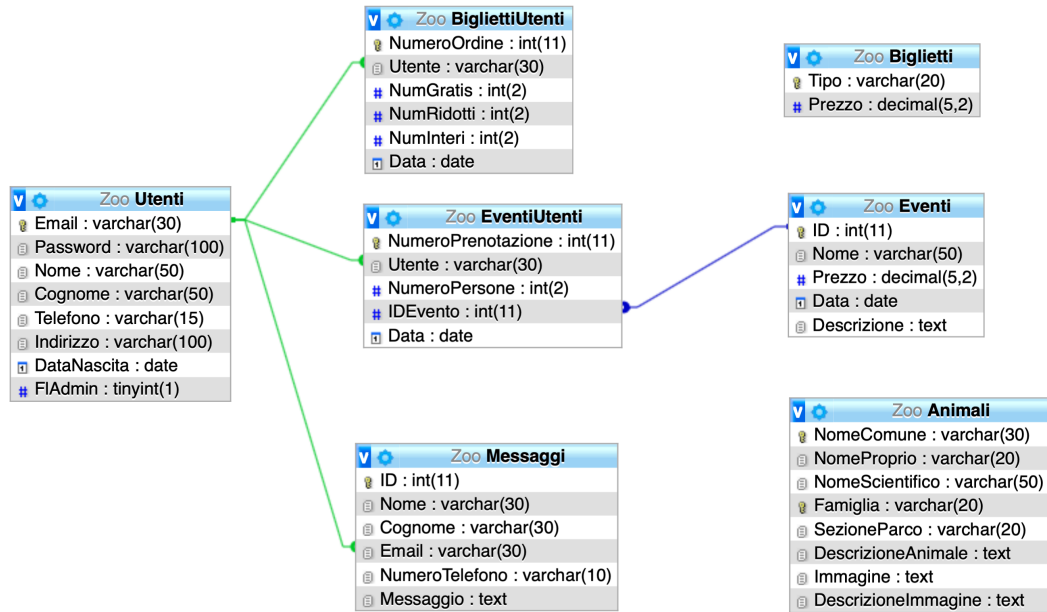 Zoo BigliettiUtenti
NumeroOrdine : int(11)
Utente : varchar(30)
NumGratis : int(2)
NumRidotti : int(2)
NumInteri : int(2)
Data : date
Zoo Biglietti
Tipo : varchar(20)
Prezzo : decimal(5,2)
Zoo Utenti
Email : varchar(30)
Password : varchar(100)
Nome : varchar(50)
Cognome : varchar(50)
Telefono : varchar(15)
Indirizzo : varchar(100)
DataNascita : date
FlAdmin : tinyint(1)
Zoo EventiUtenti
NumeroPrenotazione : int(11)
Utente : varchar(30)
NumeroPersone : int(2)
IDEvento : int(11)
Data : date
Zoo Eventi
ID : int(11)
Nome : varchar(50)
Prezzo : decimal(5,2)
Data : date
Descrizione : text
Zoo Messaggi
ID : int(11)
Nome : varchar(30)
Cognome : varchar(30)
Email : varchar(30)
NumeroTelefono : varchar(10)
Messaggio : text
Zoo Animali
NomeComune : varchar(30)
NomeProprio : varchar(20)
NomeScientifico : varchar(50)
Famiglia : varchar(20)
SezioneParco : varchar(20)
DescrizioneAnimale : text
Immagine : text
DescrizioneImmagine : text